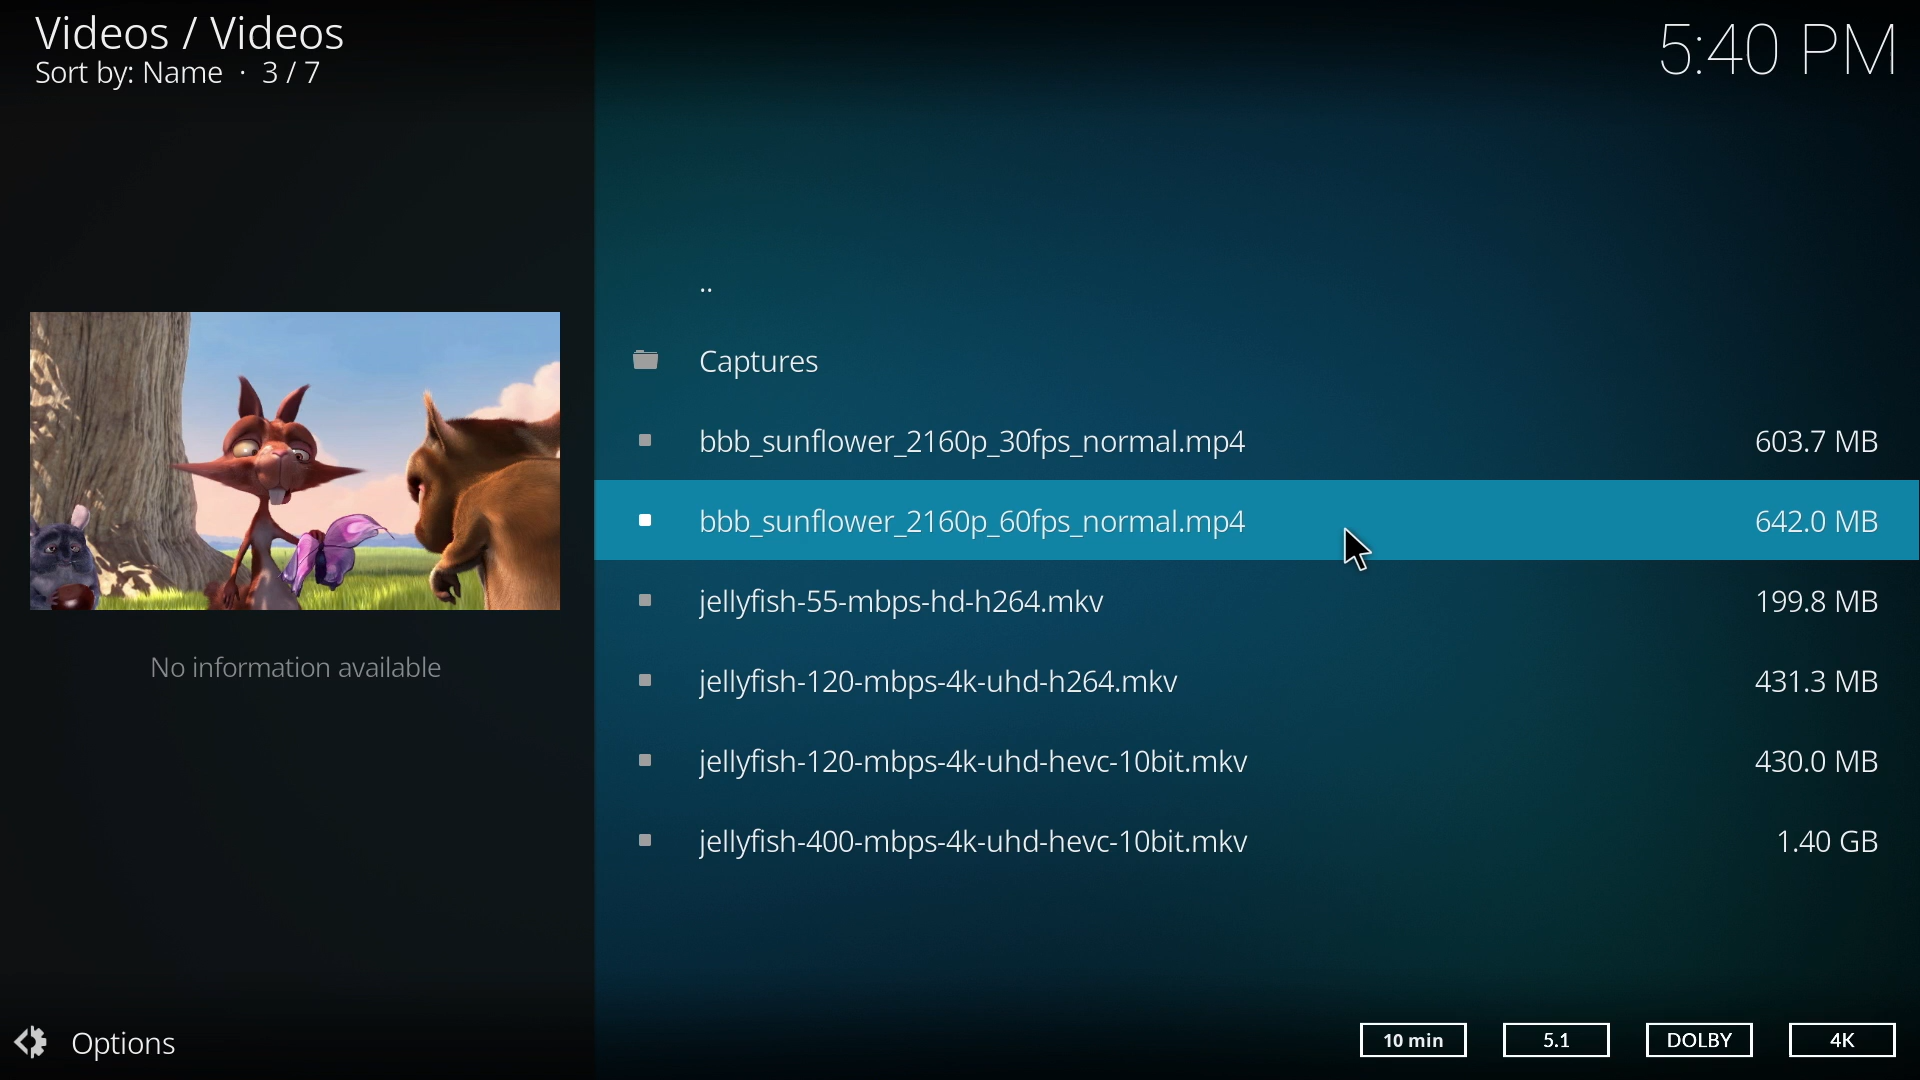 Videos / Videos
Sort by: Name · 3 / 7
5:40 PM
..
Captures
bbb_sunflower_2160p_30fps_normal.mp4 603.7 MB
bbb_sunflower_2160p_60fps_normal.mp4 642.0 MB
jellyfish-55-mbps-hd-h264.mkv 199.8 MB
jellyfish-120-mbps-4k-uhd-h264.mkv 431.3 MB
jellyfish-120-mbps-4k-uhd-hevc-10bit.mkv 430.0 MB
jellyfish-400-mbps-4k-uhd-hevc-10bit.mkv 1.40 GB
No information available
Options
10 min 5.1 DOLBY 4K